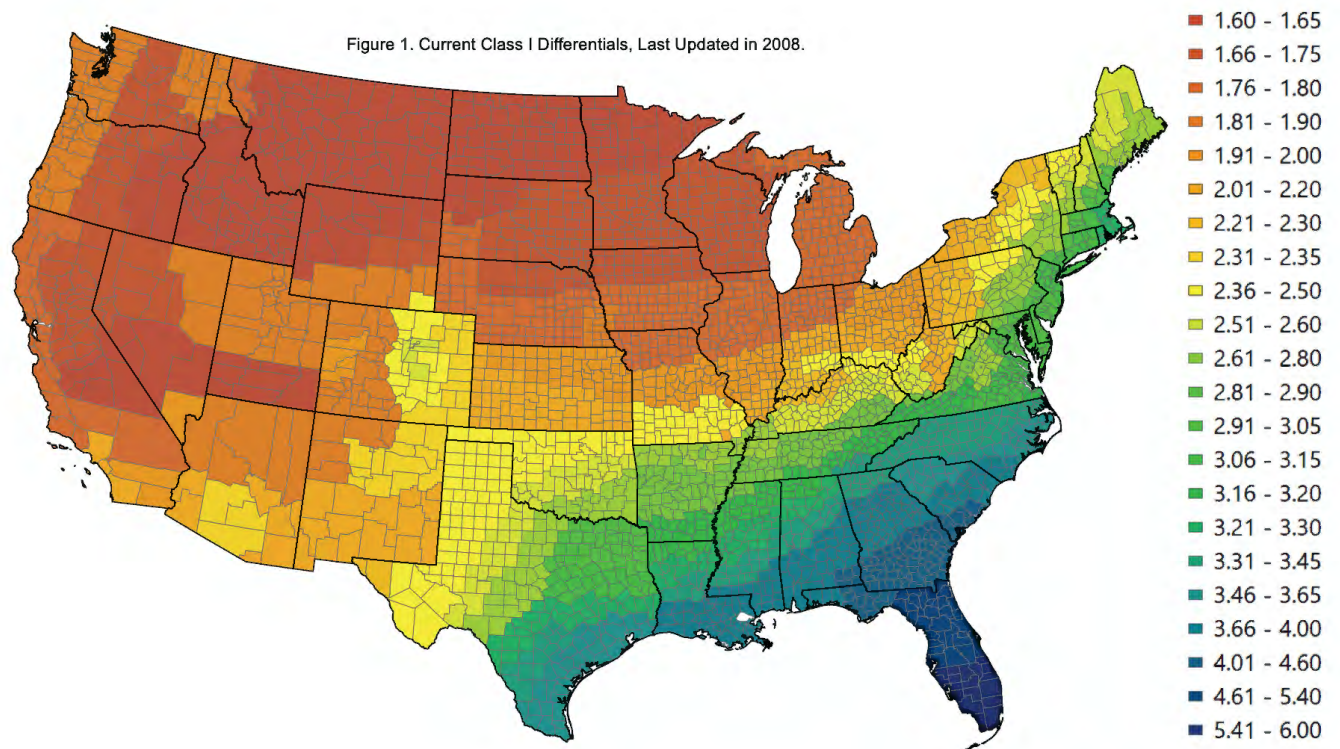 Figure 1. Current Class I Differentials, Last Updated in 2008.
1.60 - 1.65
1.66 - 1.75
1.76 - 1.80
1.81 - 1.90
1.91 - 2.00
2.01 - 2.20
2.21 - 2.30
2.31 - 2.35
2.36 - 2.50
2.51 - 2.60
2.61 - 2.80
2.81 - 2.90
2.91 - 3.05
3.06 - 3.15
3.16 - 3.20
3.21 - 3.30
3.31 - 3.45
3.46 - 3.65
3.66 - 4.00
4.01 - 4.60
4.61 - 5.40
5.41 - 6.00